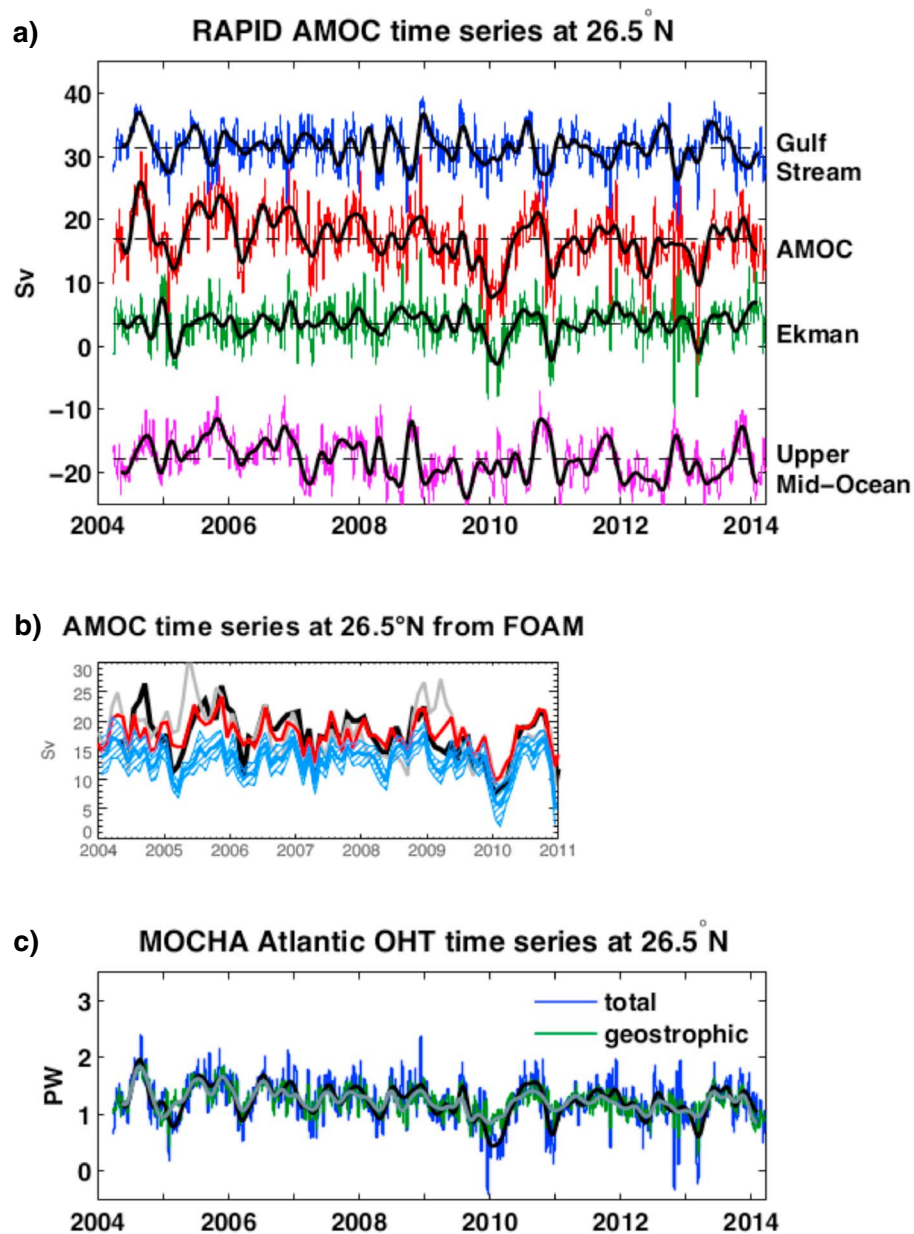 a) RAPID AMOC time series at 26.5°N
40
30
20
10
0
−10
−20
Sv
Gulf
Stream
AMOC
Ekman
Upper
Mid−Ocean
2004 2006 2008 2010 2012 2014
b) AMOC time series at 26.5°N from FOAM
30
25
20
15
10
5
0
Sv
2004 2005 2006 2007 2008 2009 2010 2011
c) MOCHA Atlantic OHT time series at 26.5°N
3
2
1
0
PW
total
geostrophic
2004 2006 2008 2010 2012 2014